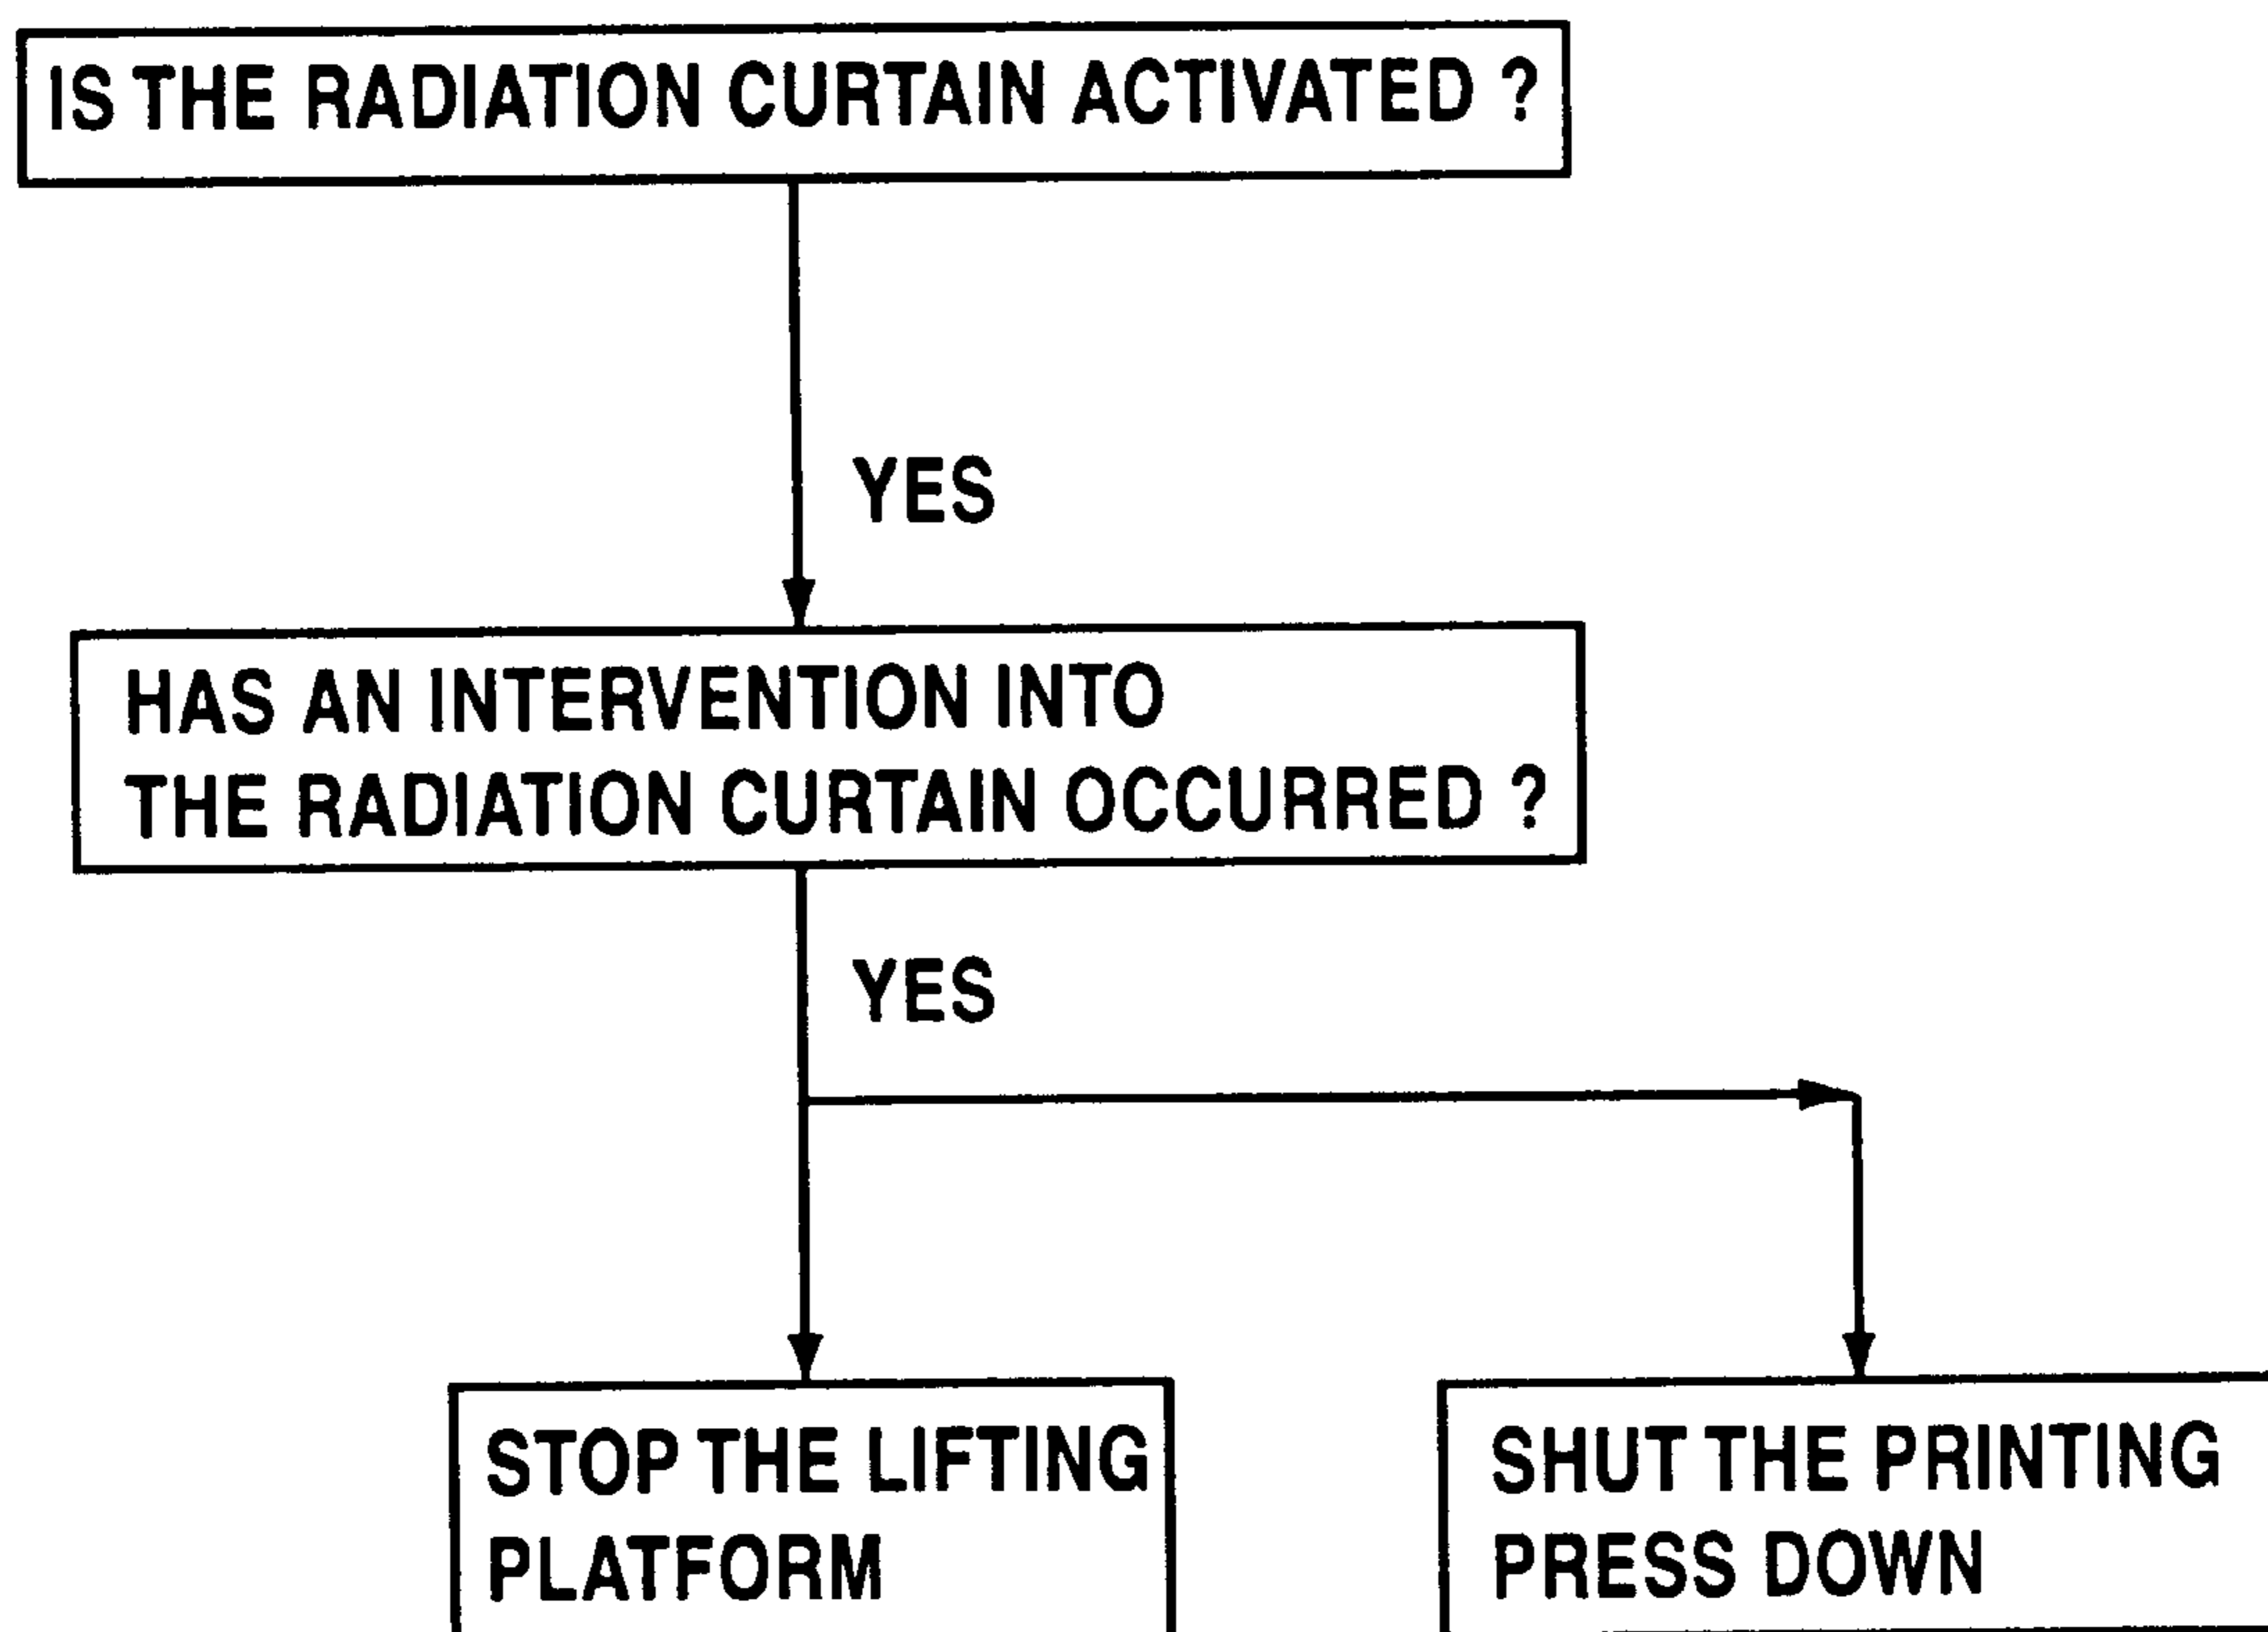 IS THE RADIATION CURTAIN ACTIVATED ?
YES
HAS AN INTERVENTION INTO
THE RADIATION CURTAIN OCCURRED ?
YES
STOP THE LIFTING
PLATFORM
SHUT THE PRINTING
PRESS DOWN